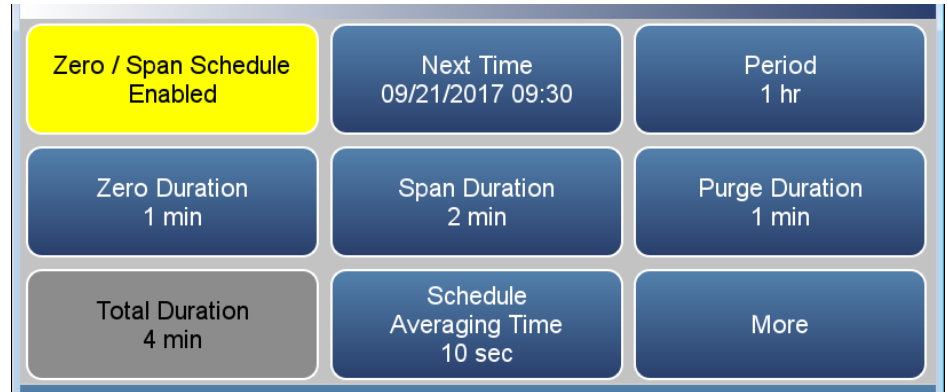 Zero / Span Schedule
Enabled
Next Time
09/21/2017 09:30
Period
1 hr
Zero Duration
1 min
Span Duration
2 min
Purge Duration
1 min
Total Duration
4 min
Schedule
Averaging Time
10 sec
More